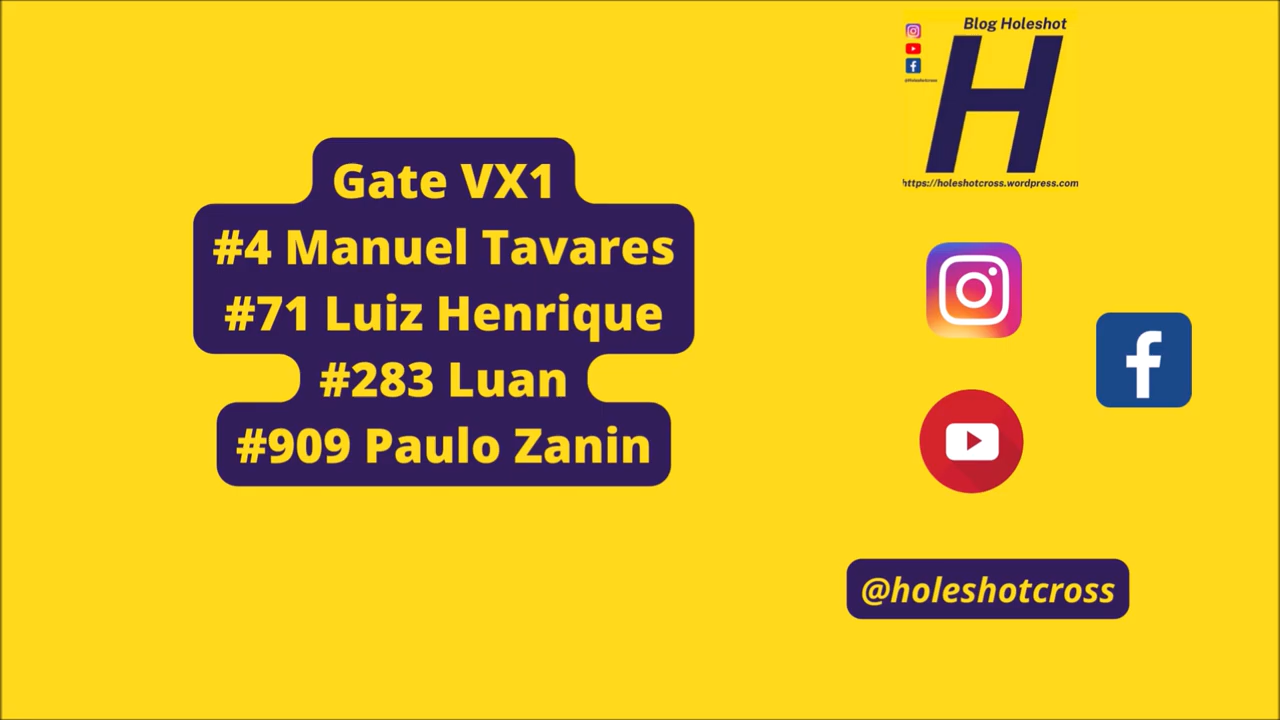 Gate VX1
#4 Manuel Tavares
#71 Luiz Henrique
#283 Luan
#909 Paulo Zanin
Blog Holeshot
@holeshotcross
H
https://holeshotcross.wordpress.com
@holeshotcross